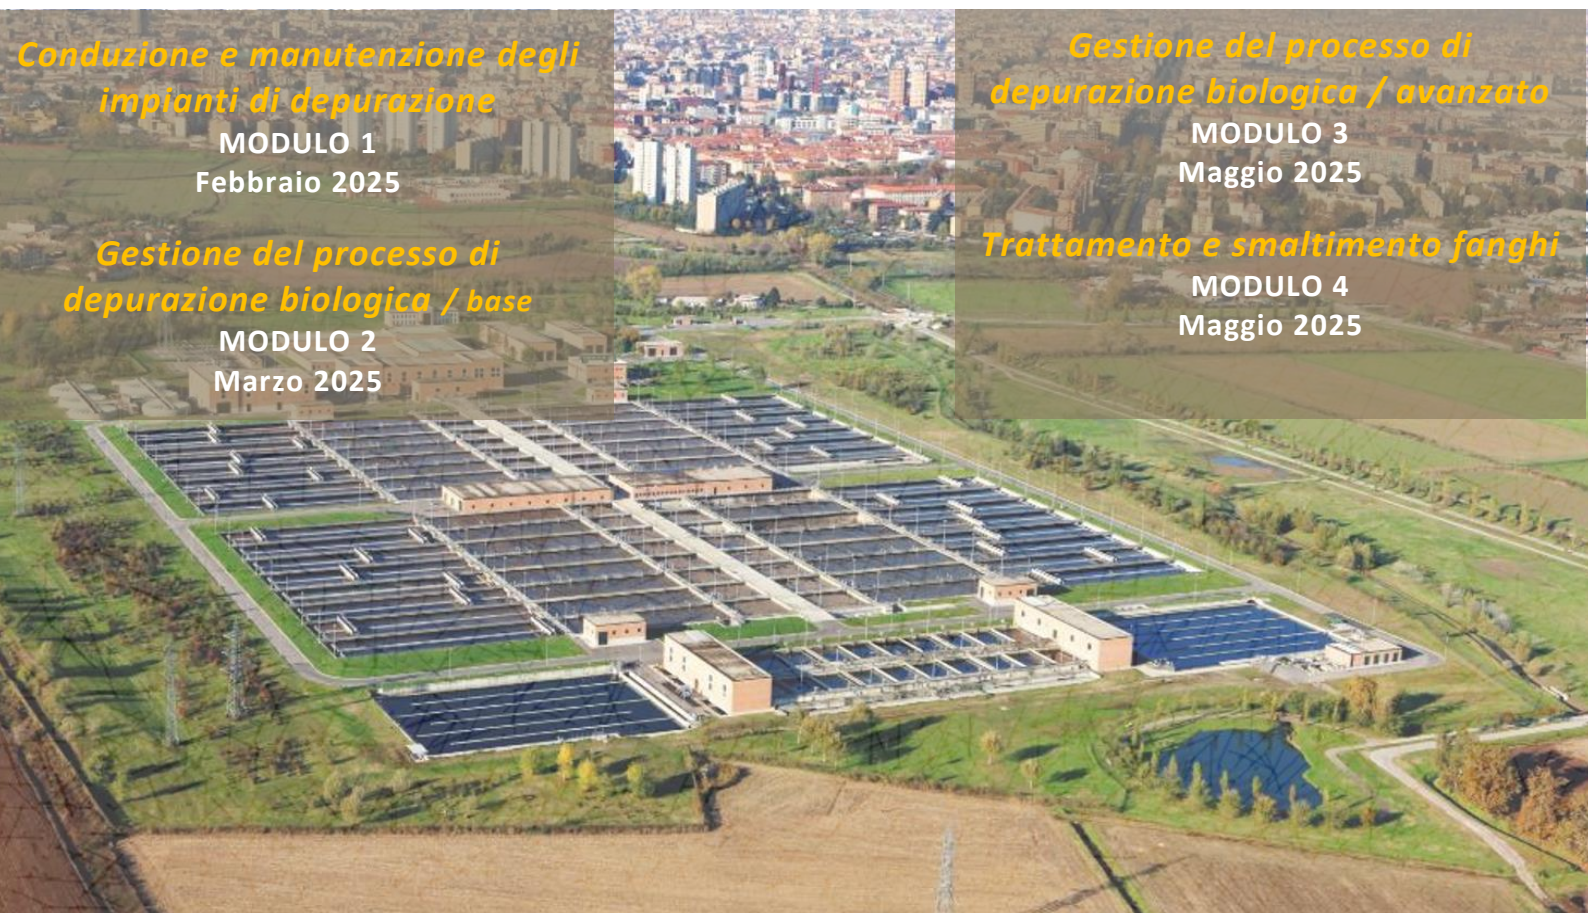 Conduzione e manutenzione degli
impianti di depurazione
MODULO 1
Febbraio 2025
Gestione del processo di
depurazione biologica / base
MODULO 2
Marzo 2025
Gestione del processo di
depurazione biologica / avanzato
MODULO 3
Maggio 2025
Trattamento e smaltimento fanghi
MODULO 4
Maggio 2025